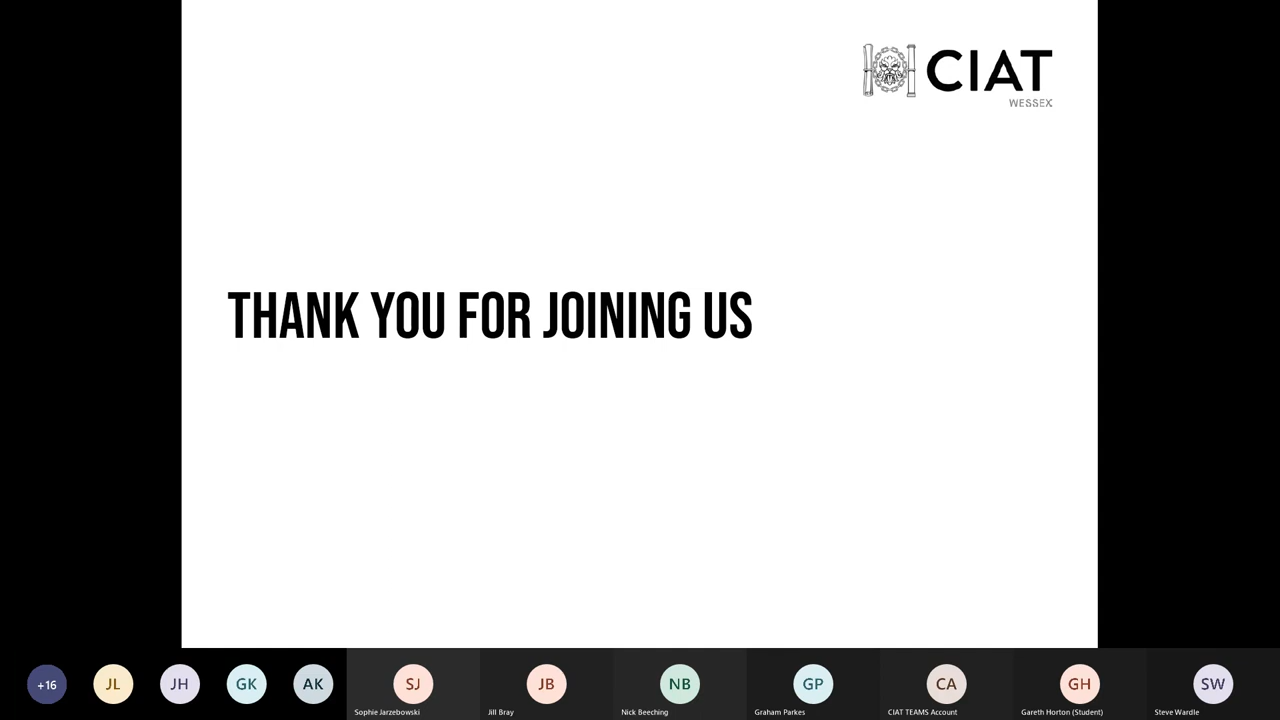 CIAT
WESSEX
THANK YOU FOR JOINING US
+16
JL
JH
GK
AK
SJ
JB
NB
GP
CA
GH
SW
Sophie Jarzebowski
Jill Bray
Nick Beeching
Graham Parkes
CIAT TEAMS Account
Gareth Horton (Student)
Steve Wardle